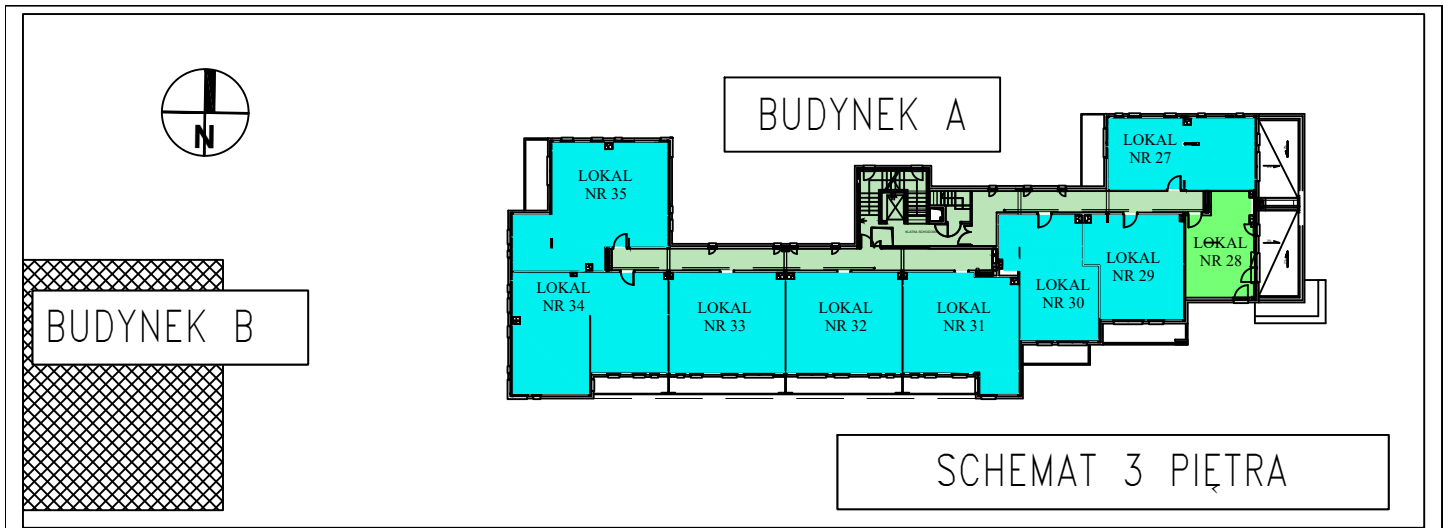 BUDYNEK A
N
LOKAL
NR 27
LOKAL
NR 35
LOKAL
NR 28
LOKAL
NR 29
LOKAL
NR 30
LOKAL
NR 34
LOKAL
NR 33
LOKAL
NR 32
LOKAL
NR 31
BUDYNEK B
SCHEMAT 3 PIĘTRA